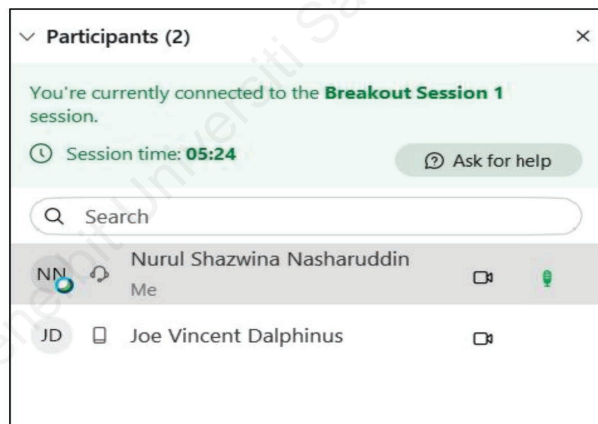 Participants (2)
You're currently connected to the Breakout Session 1
session.
Session time: 05:24
Ask for help
Search
NN
Nurul Shazwina Nasharuddin
Me
JD
Joe Vincent Dalphinus